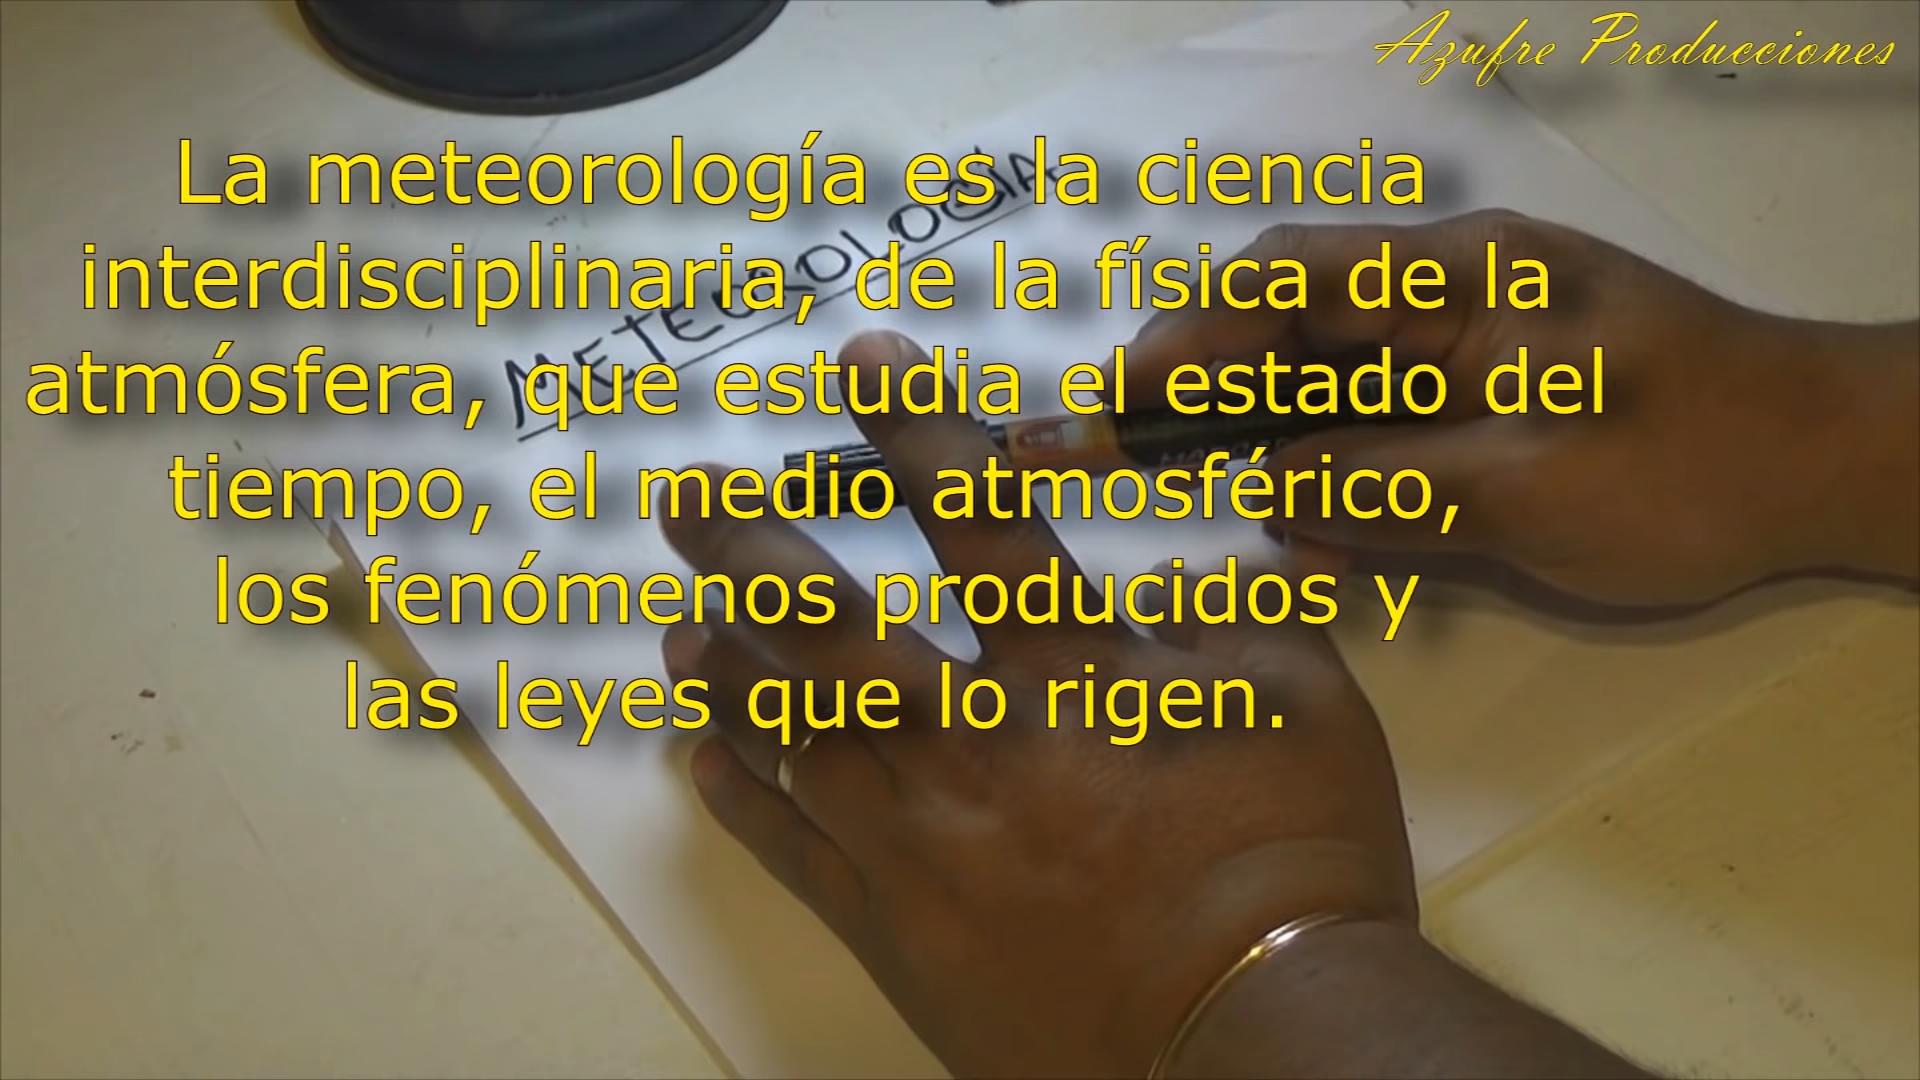 Azufre Producciones
La meteorología es la ciencia
interdisciplinaria, de la física de la
atmósfera, que estudia el estado del
tiempo, el medio atmosférico,
los fenómenos producidos y
las leyes que lo rigen.
METEOROLOGÍA